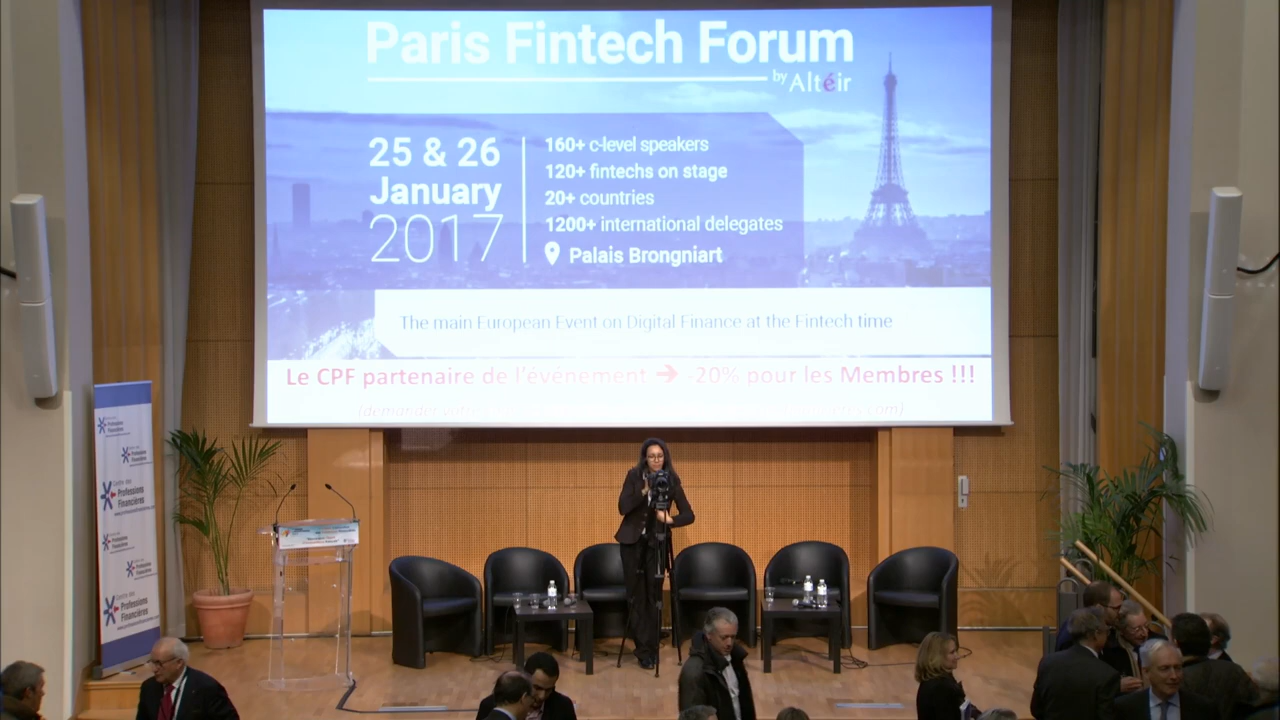 Paris Fintech Forum
by Altéir
25 & 26
January
2017
160+ c-level speakers
120+ fintechs on stage
20+ countries
1200+ international delegates
Palais Brongniart
The main European Event on Digital Finance at the Fintech time
Le CPF partenaire de l'événement → -20% pour les Membres !!!
(demander
Centre des
Professions
Financières